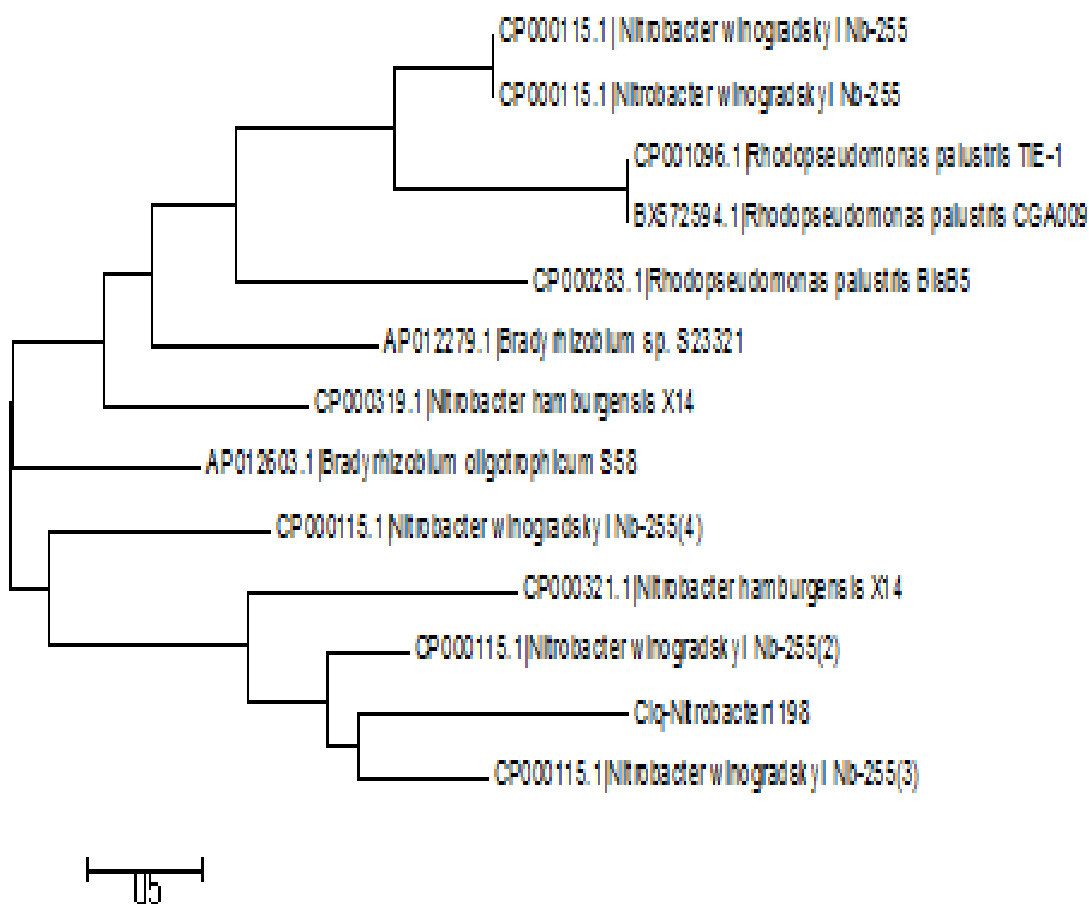 CP000115.1|Nitrobacter winogradskyi Nb-255
CP000115.1|Nitrobacter winogradskyi Nb-255
CP001096.1|Rhodopseudomonas palustris TIE-1
BX572594.1|Rhodopseudomonas palustris CGA009
CP000283.1|Rhodopseudomonas palustris BisB5
AP012279.1|Bradyrhizobium sp. S23321
CP000319.1|Nitrobacter hamburgensis X14
AP012603.1|Bradyrhizobium oligotrophicum S58
CP000115.1|Nitrobacter winogradskyi Nb-255(4)
CP000321.1|Nitrobacter hamburgensis X14
CP000115.1|Nitrobacter winogradskyi Nb-255(2)
Clq-Nitrobacteri 198
CP000115.1|Nitrobacter winogradskyi Nb-255(3)